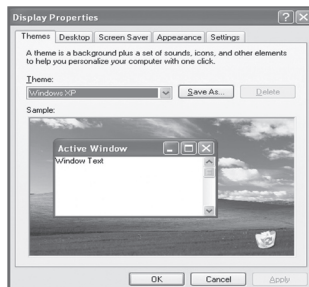 Display Properties
Themes Desktop Screen Saver Appearance Settings
A theme is a background plus a set of sounds, icons, and other elements
to help you personalize your computer with one click.
Theme:
Windows XP Save As... Delete
Sample:
Active Window
Window Text
OK Cancel Apply